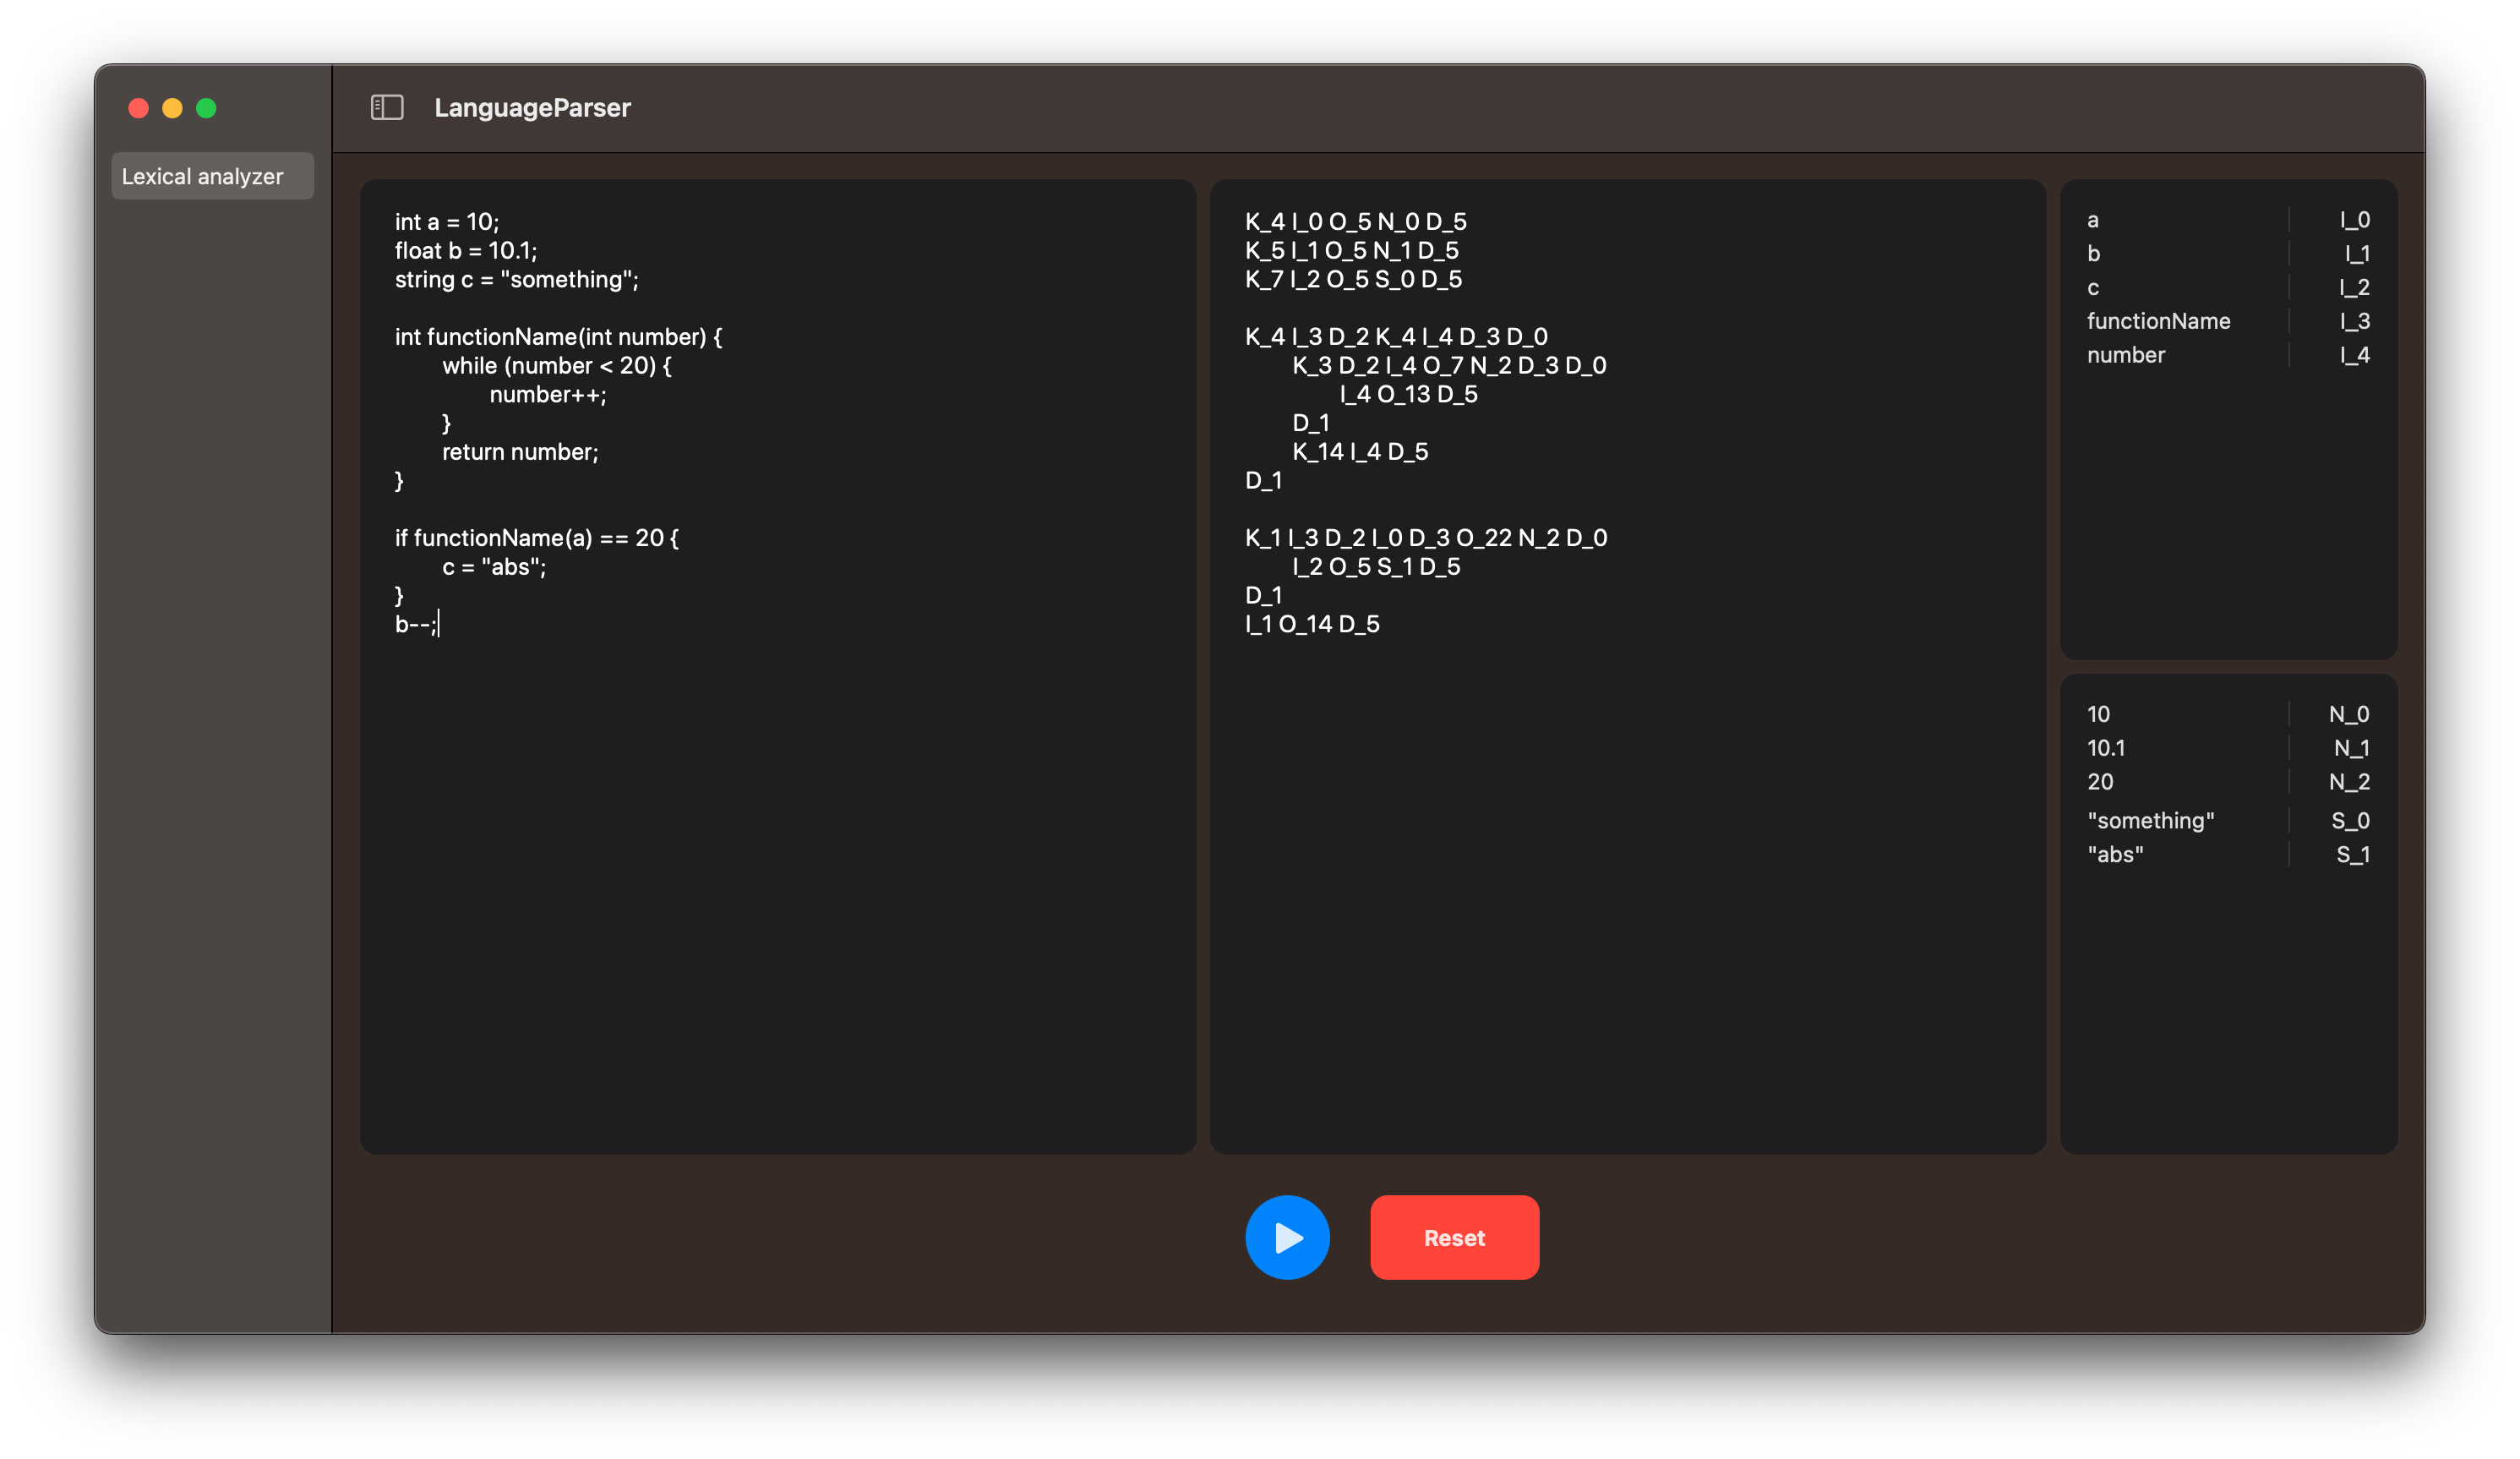 LanguageParser
Lexical analyzer
int a = 10;
float b = 10.1;
string c = "something";
int functionName(int number) {
while (number < 20) {
number++;
}
return number;
}
if functionName(a) == 20 {
c = "abs";
}
b--;
K_4 I_0 O_5 N_0 D_5
K_5 I_1 O_5 N_1 D_5
K_7 I_2 O_5 S_0 D_5
K_4 I_3 D_2 K_4 I_4 D_3 D_0
K_3 D_2 I_4 O_7 N_2 D_3 D_0
I_4 O_13 D_5
D_1
K_14 I_4 D_5
D_1
K_1 I_3 D_2 I_0 D_3 O_22 N_2 D_0
I_2 O_5 S_1 D_5
D_1
I_1 O_14 D_5
a I_0
b I_1
c I_2
functionName I_3
number I_4
10 N_0
10.1 N_1
20 N_2
"something" S_0
"abs" S_1
Reset